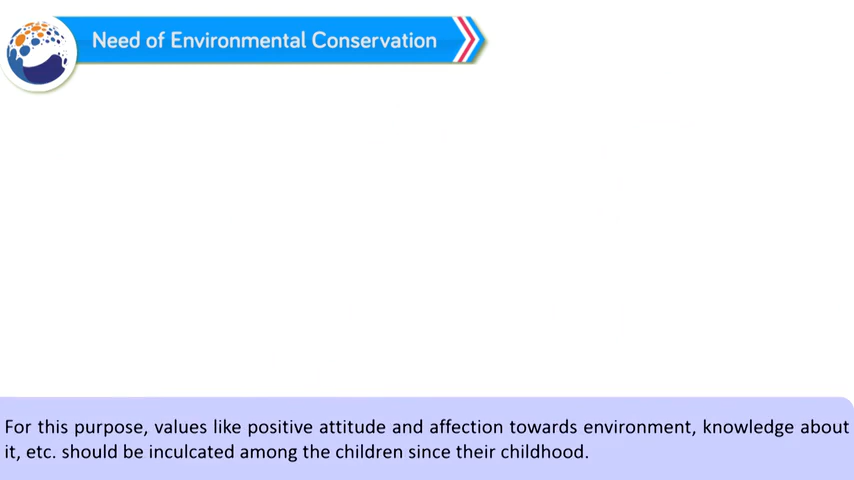 Need of Environmental Conservation
For this purpose, values like positive attitude and affection towards environment, knowledge about
it, etc. should be inculcated among the children since their childhood.